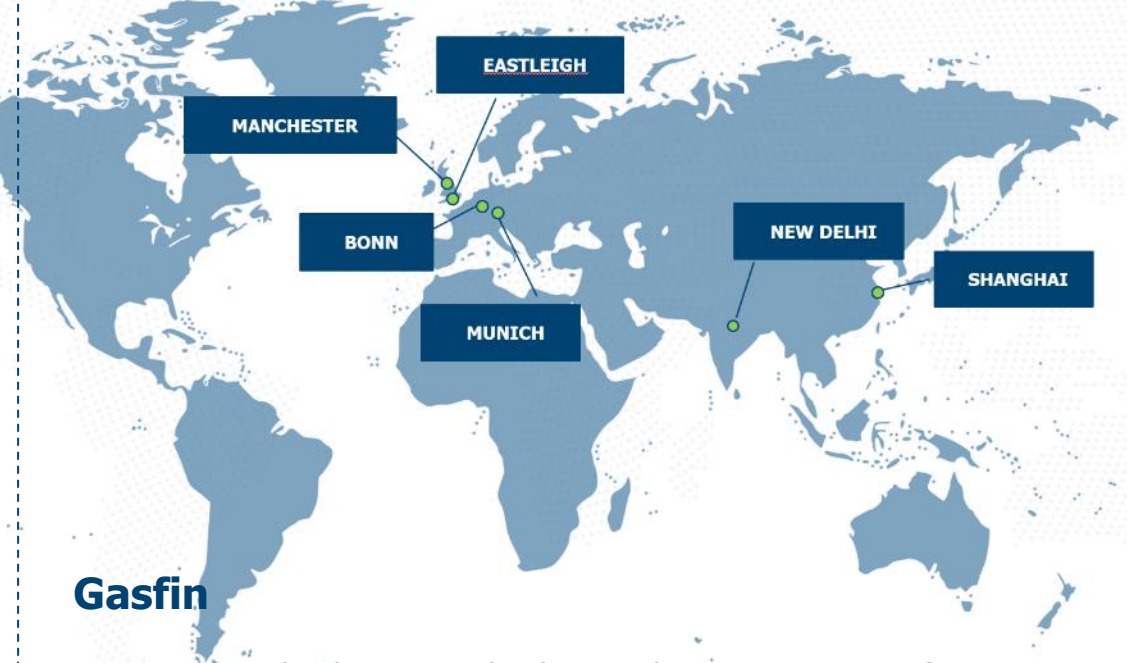 EASTLEIGH
MANCHESTER
BONN
NEW DELHI
SHANGHAI
MUNICH
Gasfin